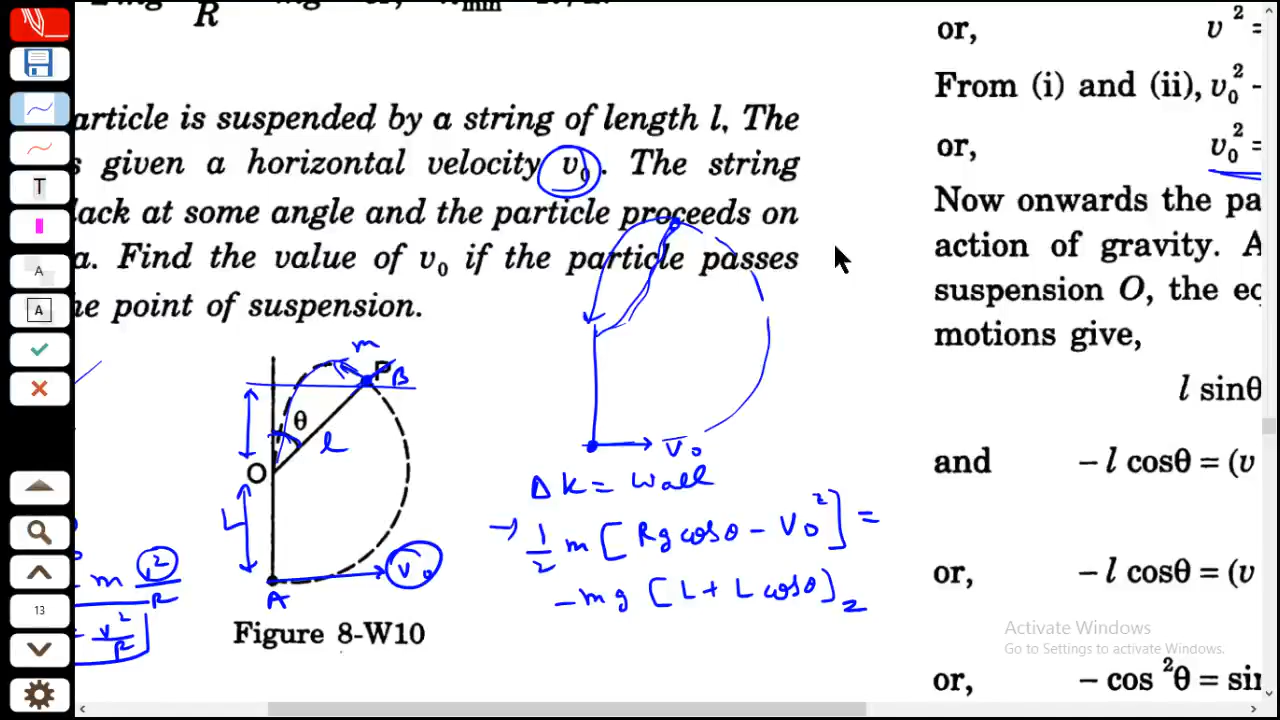 R
or, v² =
From (i) and (ii), v₀² -
article is suspended by a string of length l. The
or, v₀² =
s given a horizontal velocity v₀. The string
Now onwards the pa
lack at some angle and the particle proceeds on
action of gravity. A
a. Find the value of v₀ if the particle passes
suspension O, the eq
he point of suspension.
motions give,
m
P B
θ
l
O
L
A
v₀
Figure 8-W10
V₀
ΔK = Wall
→ 1/2 m [Rg cosθ - V₀²] =
-mg [L + L cosθ]
m v²/R
= v²/R
l sinθ
and - l cosθ = (v
or, - l cosθ = (v
or, - cos²θ = sin
Activate Windows
Go to Settings to activate Windows.
T
A
A
13